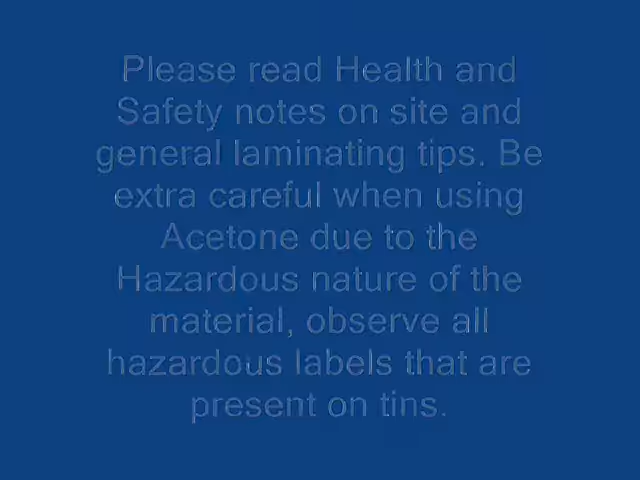 Please read Health and
Safety notes on site and
general laminating tips. Be
extra careful when using
Acetone due to the
Hazardous nature of the
material, observe all
hazardous labels that are
present on tins.